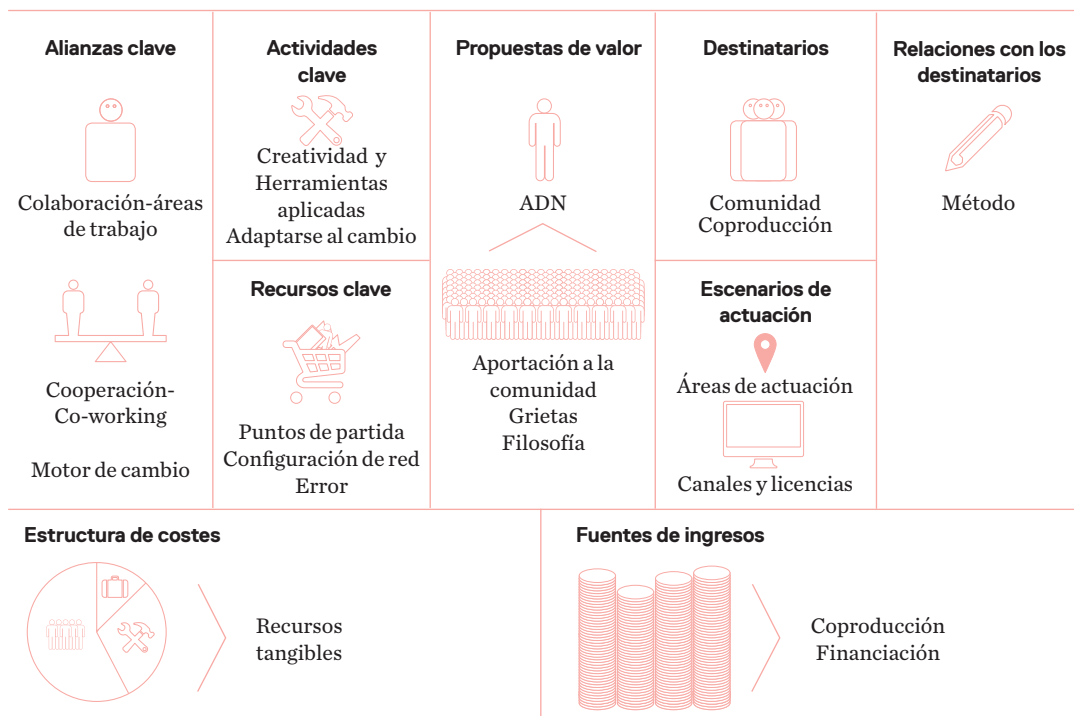 Alianzas clave
Colaboración-áreas
de trabajo
Cooperación-
Co-working
Motor de cambio
Actividades
clave
Creatividad y
Herramientas
aplicadas
Adaptarse al cambio
Recursos clave
Puntos de partida
Configuración de red
Error
Propuestas de valor
ADN
Aportación a la
comunidad
Grietas
Filosofía
Destinatarios
Comunidad
Coproducción
Escenarios de
actuación
Áreas de actuación
Canales y licencias
Relaciones con los
destinatarios
Método
Estructura de costes
Recursos
tangibles
Fuentes de ingresos
Coproducción
Financiación